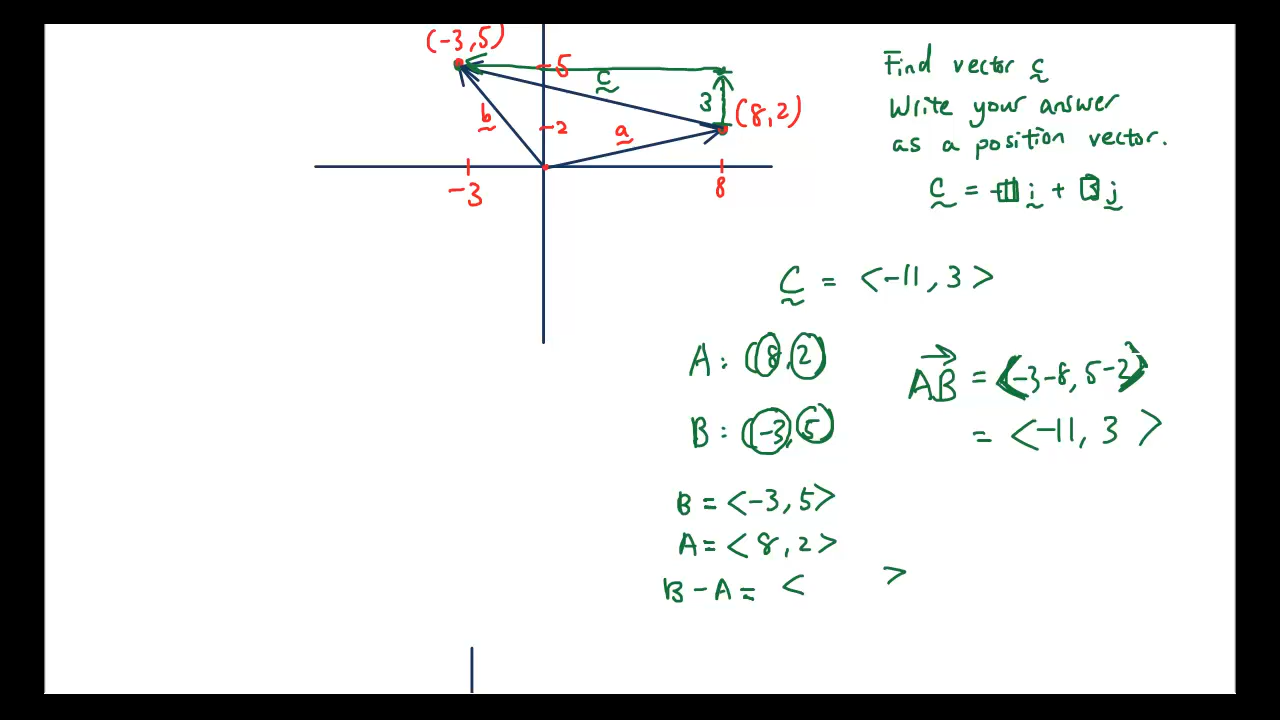 (-3,5)
5
c
3
(8,2)
b
2
a
-3
8
Find vector c
Write your answer
as a position vector.
c = -11 i + 3 j
c = <-11, 3>
A: (8, 2)
B: (-3, 5)
AB = <-3-8, 5-2>
= <-11, 3>
B = <-3, 5>
A = <8, 2>
B - A = < >